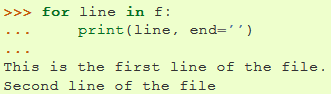 >>> for line in f:
...     print(line, end='')
...
This is the first line of the file.
Second line of the file